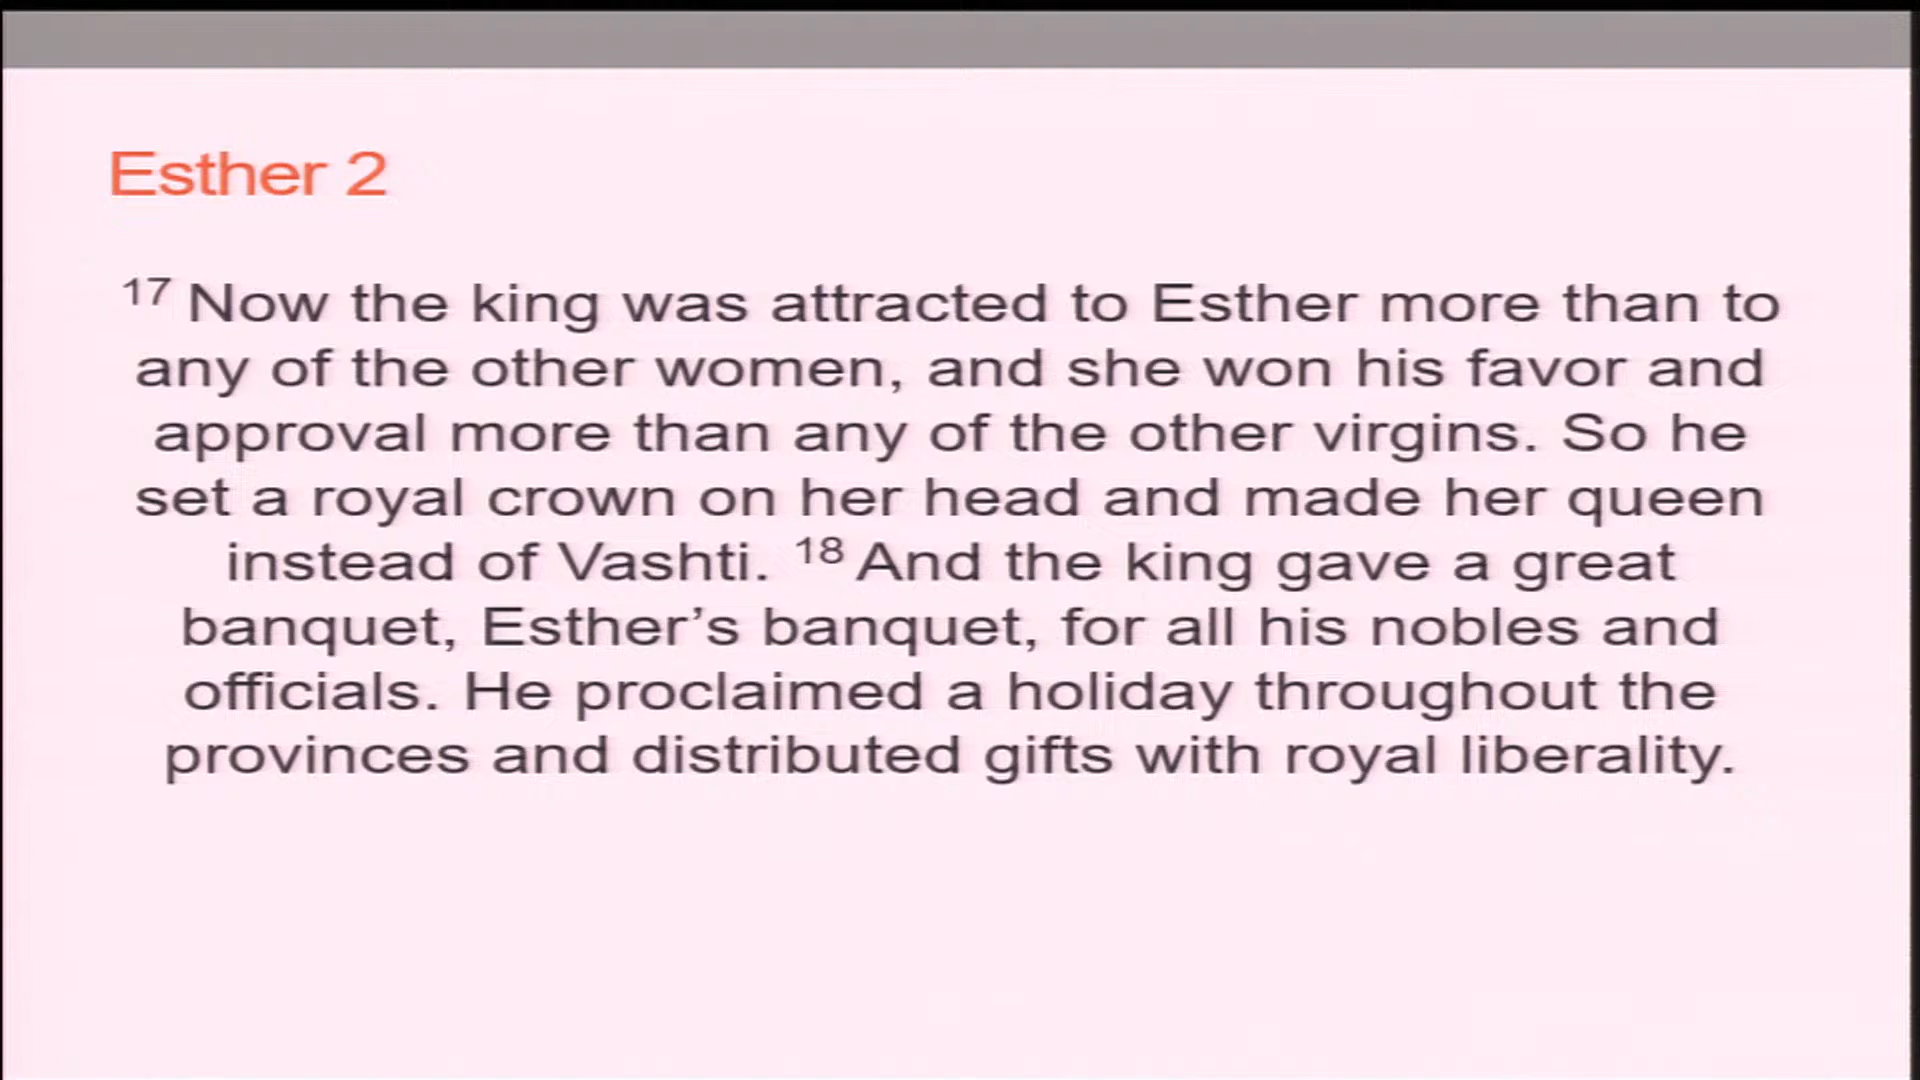 Esther 2
17 Now the king was attracted to Esther more than to
any of the other women, and she won his favor and
approval more than any of the other virgins. So he
set a royal crown on her head and made her queen
instead of Vashti. 18 And the king gave a great
banquet, Esther’s banquet, for all his nobles and
officials. He proclaimed a holiday throughout the
provinces and distributed gifts with royal liberality.